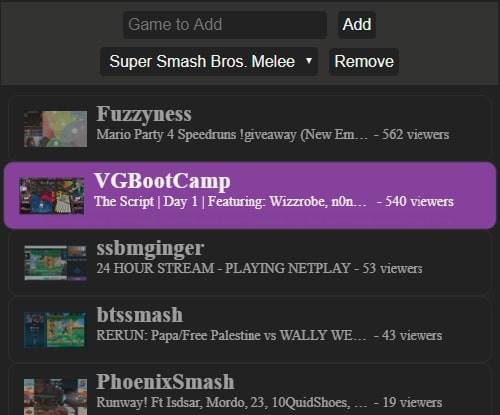 Game to Add Add
Super Smash Bros. Melee Remove
Fuzzyness
Mario Party 4 Speedruns !giveaway (New Em… - 562 viewers
VGBootCamp
The Script | Day 1 | Featuring: Wizzrobe, n0n… - 540 viewers
ssbmginger
24 HOUR STREAM - PLAYING NETPLAY - 53 viewers
btssmash
RERUN: Papa/Free Palestine vs WALLY WE… - 43 viewers
PhoenixSmash
Runway! Ft Isdsar, Mordo, 23, 10QuidShoes, … - 19 viewers